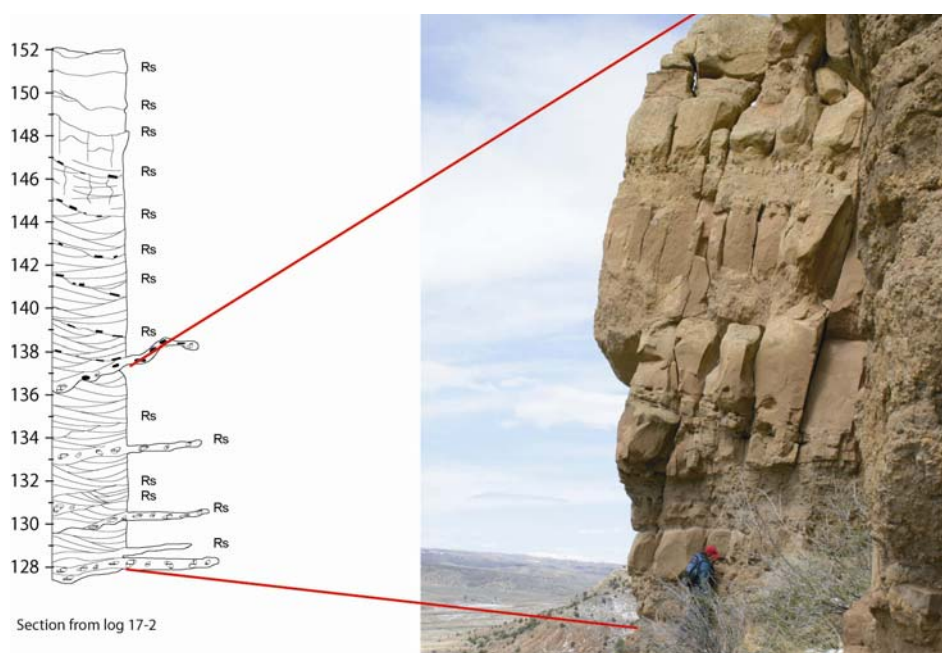 152
Rs
150
Rs
148
Rs
146
Rs
144
Rs
Rs
142
Rs
140
Rs
138
136
Rs
134
Rs
132
Rs
Rs
130
Rs
Rs
128
Section from log 17-2